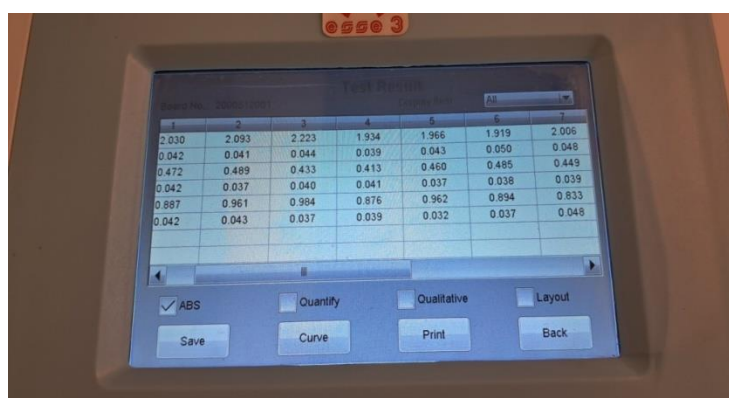 esse 3
Test Result
Board No. All
1 2 3 4 5 6 7
2.030 2.093 2.223 1.934 1.966 1.919 2.006
0.042 0.041 0.044 0.039 0.043 0.050 0.048
0.472 0.489 0.433 0.413 0.460 0.485 0.449
0.042 0.037 0.040 0.041 0.037 0.038 0.039
0.887 0.961 0.984 0.876 0.962 0.894 0.833
0.042 0.043 0.037 0.039 0.032 0.037 0.048
ABS Quantify Qualitative Layout
Save Curve Print Back